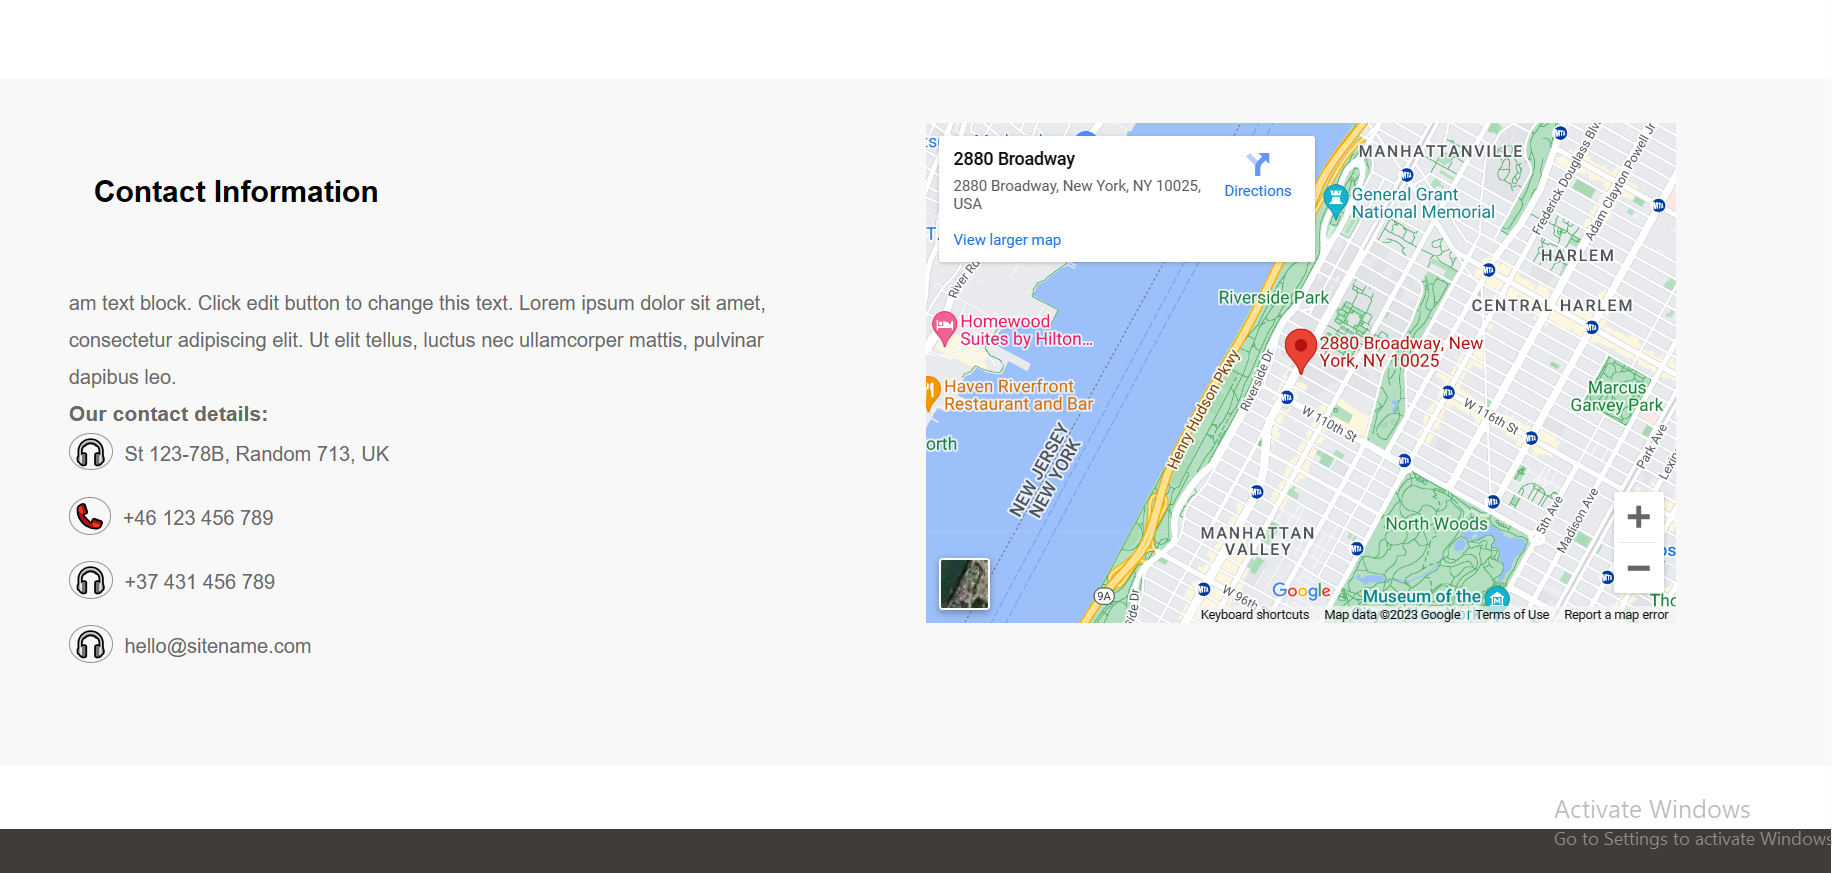 Contact Information
am text block. Click edit button to change this text. Lorem ipsum dolor sit amet,
consectetur adipiscing elit. Ut elit tellus, luctus nec ullamcorper mattis, pulvinar
dapibus leo.
Our contact details:
St 123-78B, Random 713, UK
+46 123 456 789
+37 431 456 789
hello@sitename.com
2880 Broadway
2880 Broadway, New York, NY 10025,
USA
Directions
View larger map
MANHATTANVILLE
General Grant
National Memorial
Frederick Douglass Blv
Adam Clayton Powell Jr
HARLEM
CENTRAL HARLEM
River Rd
Riverside Park
Homewood
Suites by Hilton...
2880 Broadway, New
York, NY 10025
Haven Riverfront
Restaurant and Bar
Henry Hudson Pkwy
Riverside Dr
Marcus
Garvey Park
W 116th St
W 110th St
Park Ave
Lexin
orth
NEW JERSEY
NEW YORK
MANHATTAN
VALLEY
North Woods
5th Ave
Madison Ave
9A
side Dr
W 96th
Google
Museum of the
Tho
Keyboard shortcuts
Map data ©2023 Google
Terms of Use
Report a map error
Activate Windows
Go to Settings to activate Windows